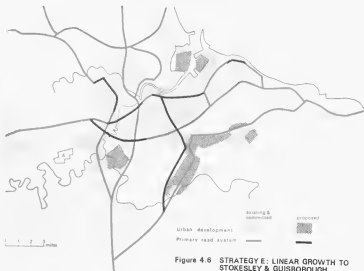 existing & committed
proposed
Urban development
Primary road system
1 2 3
miles
Figure 4.6 STRATEGY E: LINEAR GROWTH TO
STOKESLEY & GUISBOROUGH